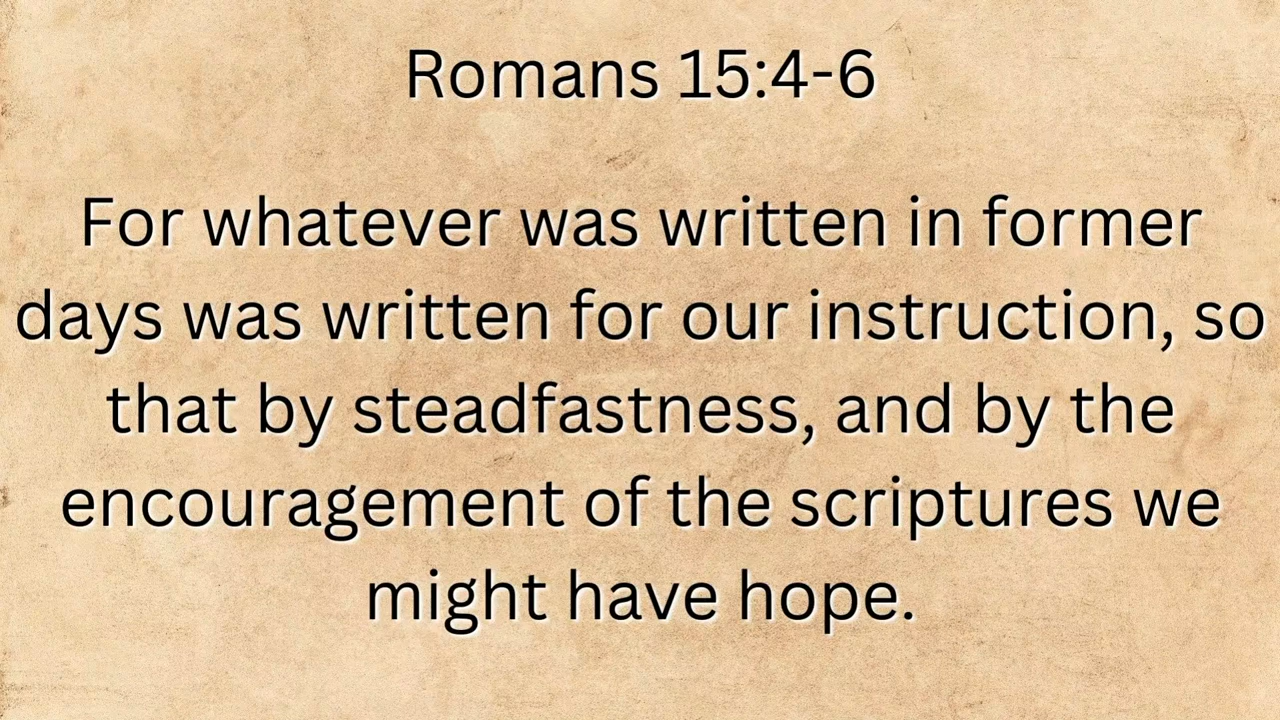 Romans 15:4-6
For whatever was written in former
days was written for our instruction, so
that by steadfastness, and by the
encouragement of the scriptures we
might have hope.